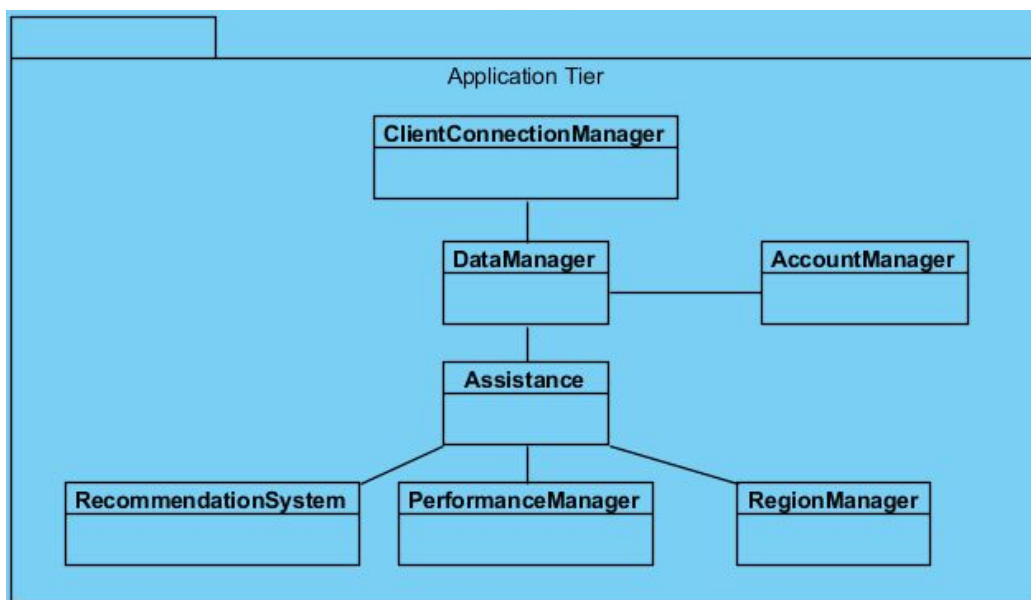 Application Tier
ClientConnectionManager
DataManager
AccountManager
Assistance
RecommendationSystem
PerformanceManager
RegionManager